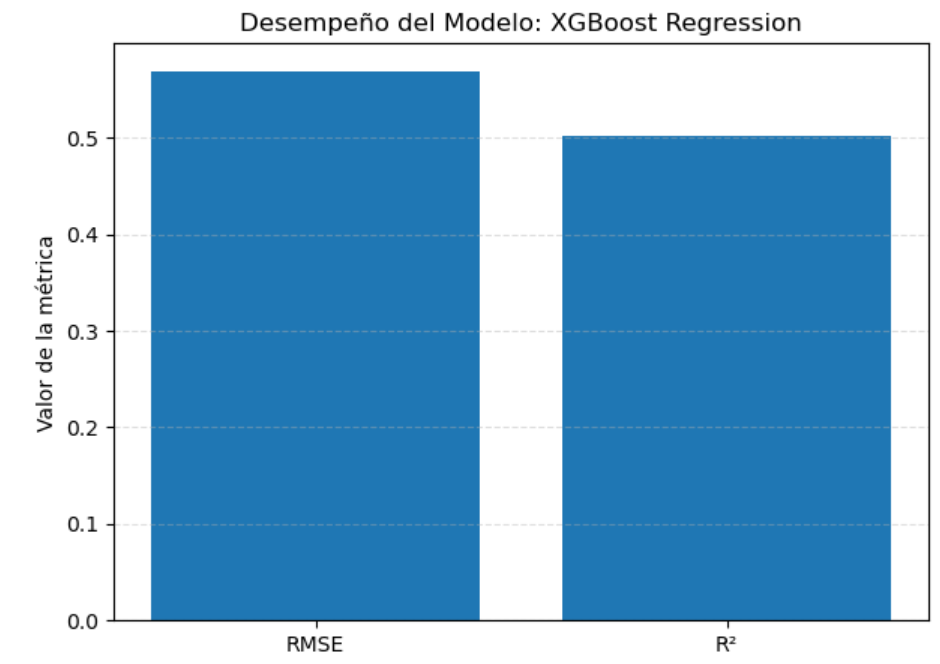 Desempeño del Modelo: XGBoost Regression
Valor de la métrica
0.5
0.4
0.3
0.2
0.1
0.0
RMSE R²